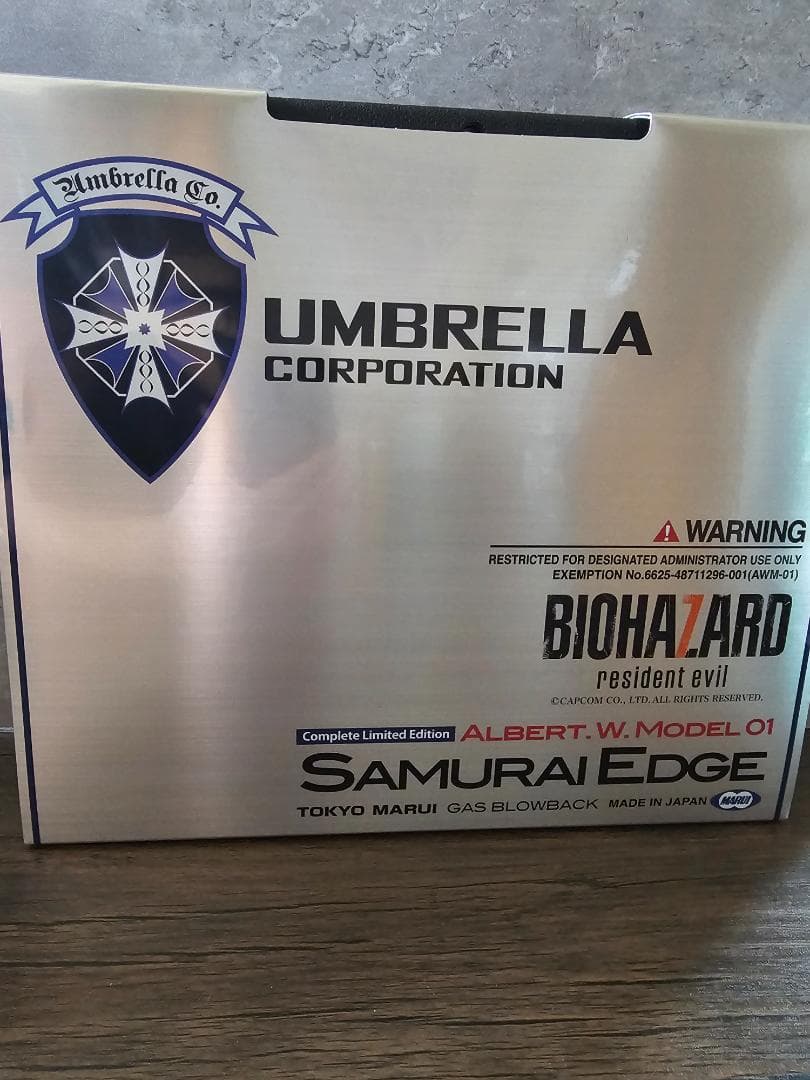 Umbrella Co.
UMBRELLA
CORPORATION
WARNING
RESTRICTED FOR DESIGNATED ADMINISTRATOR USE ONLY
EXEMPTION No.6625-48711296-001(AWM-01)
BIOHA7ARD
resident evil
©CAPCOM CO., LTD. ALL RIGHTS RESERVED.
Complete Limited Edition ALBERT. W. MODEL 01
SAMURAI EDGE
TOKYO MARUI GAS BLOWBACK MADE IN JAPAN MARUI